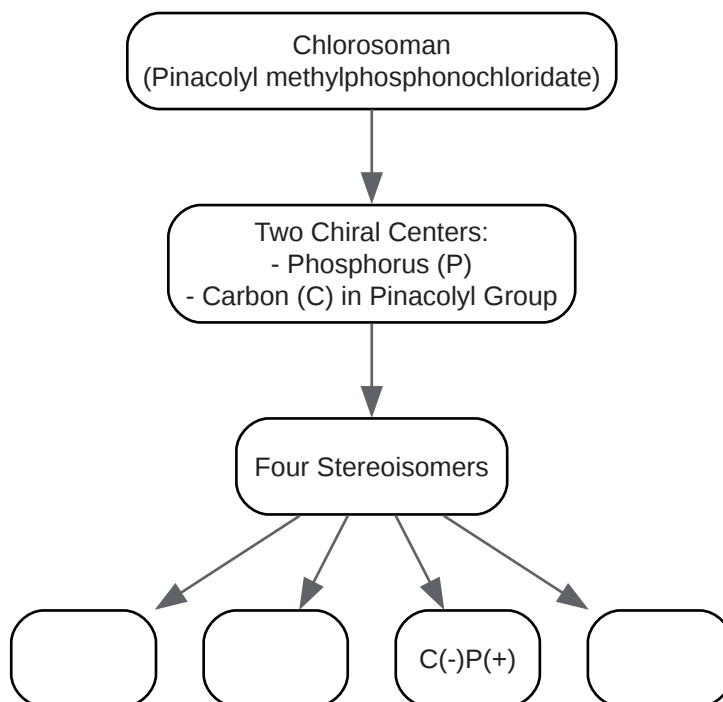 Chlorosoman
(Pinacolyl methylphosphonochloridate)
Two Chiral Centers:
- Phosphorus (P)
- Carbon (C) in Pinacolyl Group
Four Stereoisomers
C(-)P(+)